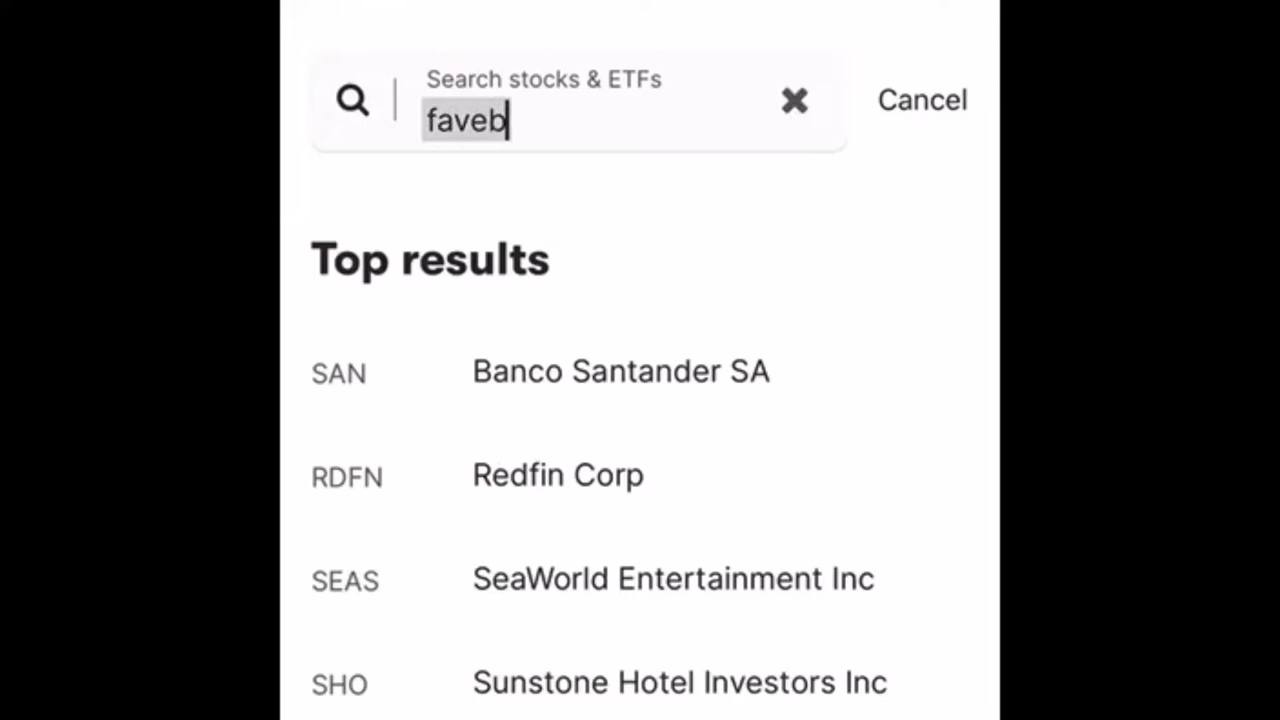 Search stocks & ETFs
faveb
Cancel
Top results
SAN Banco Santander SA
RDFN Redfin Corp
SEAS SeaWorld Entertainment Inc
SHO Sunstone Hotel Investors Inc